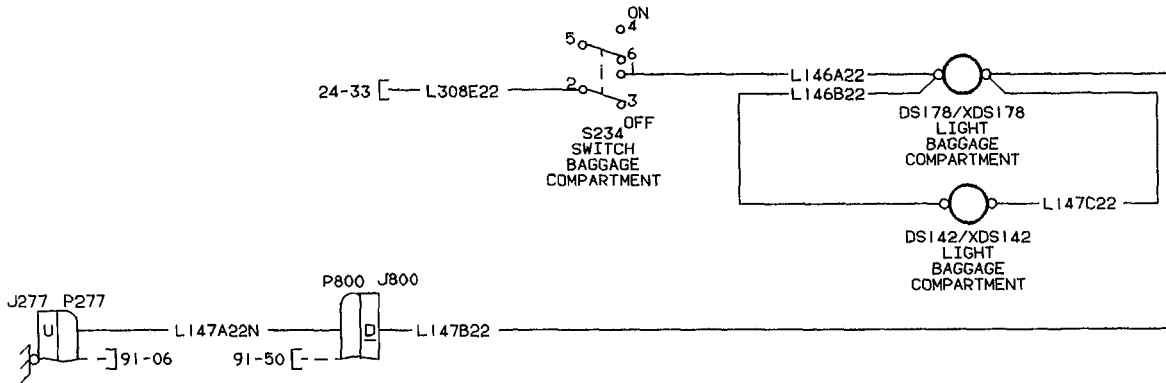 ON
4
5
6
1
24-33 L308E22 2
3
OFF
S234
SWITCH
BAGGAGE
COMPARTMENT
L146A22
L146B22
DS178/XDS178
LIGHT
BAGGAGE
COMPARTMENT
L147C22
DS142/XDS142
LIGHT
BAGGAGE
COMPARTMENT
J277 P277
U
L147A22N
P800 J800
D
L147B22
91-06
91-50